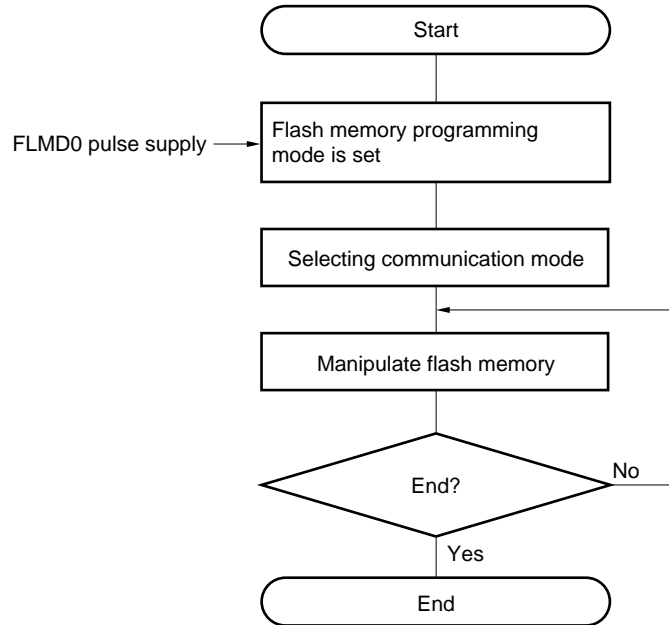 Start
FLMD0 pulse supply
Flash memory programming
mode is set
Selecting communication mode
Manipulate flash memory
End?
No
Yes
End